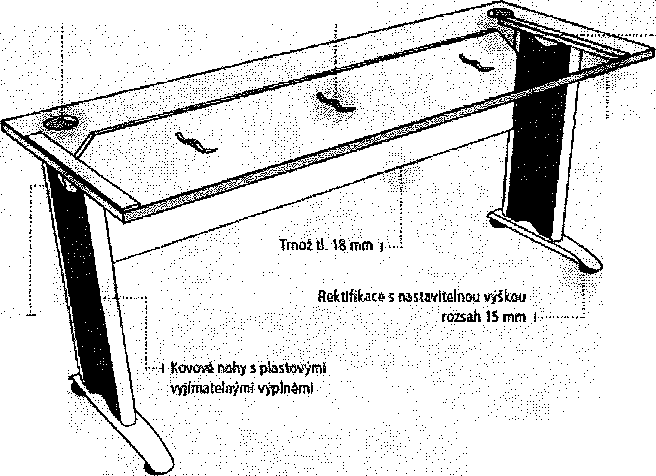 Trnož tl. 18 mm
Rektifikace s nastavitelnou výškou
rozsah 15 mm
Kovové nohy s plastovými
vyjímatelnými výplněmi